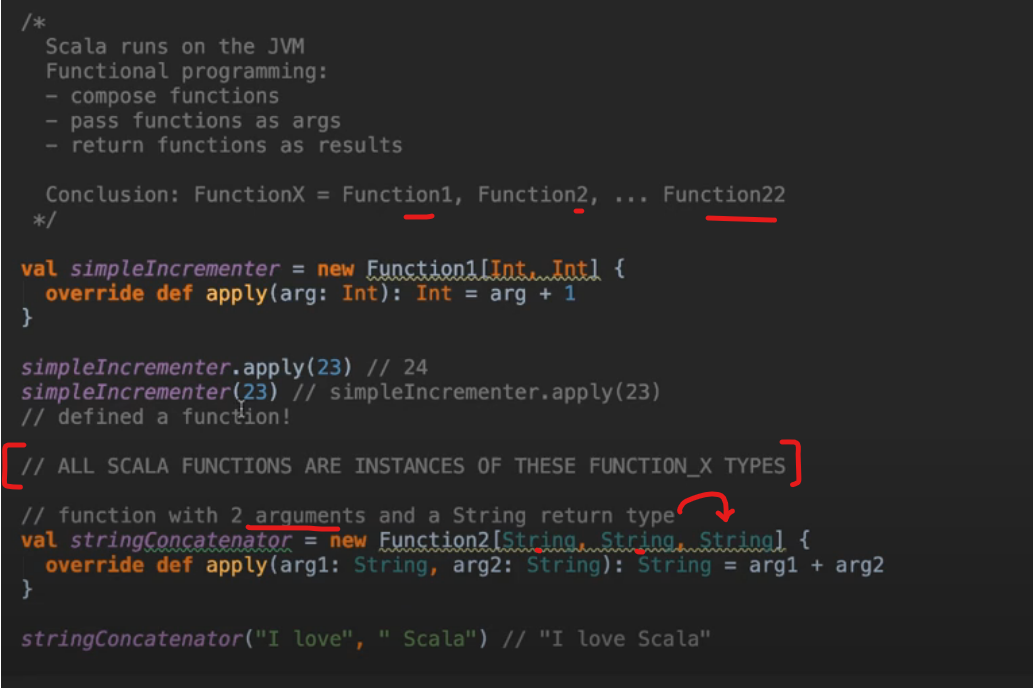 /*
Scala runs on the JVM
Functional programming:
- compose functions
- pass functions as args
- return functions as results
Conclusion: FunctionX = Function1, Function2, ... Function22
*/
val simpleIncrementer = new Function1[Int, Int] {
override def apply(arg: Int): Int = arg + 1
}
simpleIncrementer.apply(23) // 24
simpleIncrementer(23) // simpleIncrementer.apply(23)
// defined a function!
// ALL SCALA FUNCTIONS ARE INSTANCES OF THESE FUNCTION_X TYPES
// function with 2 arguments and a String return type
val stringConcatenator = new Function2[String, String, String] {
override def apply(arg1: String, arg2: String): String = arg1 + arg2
}
stringConcatenator("I love", " Scala") // "I love Scala"